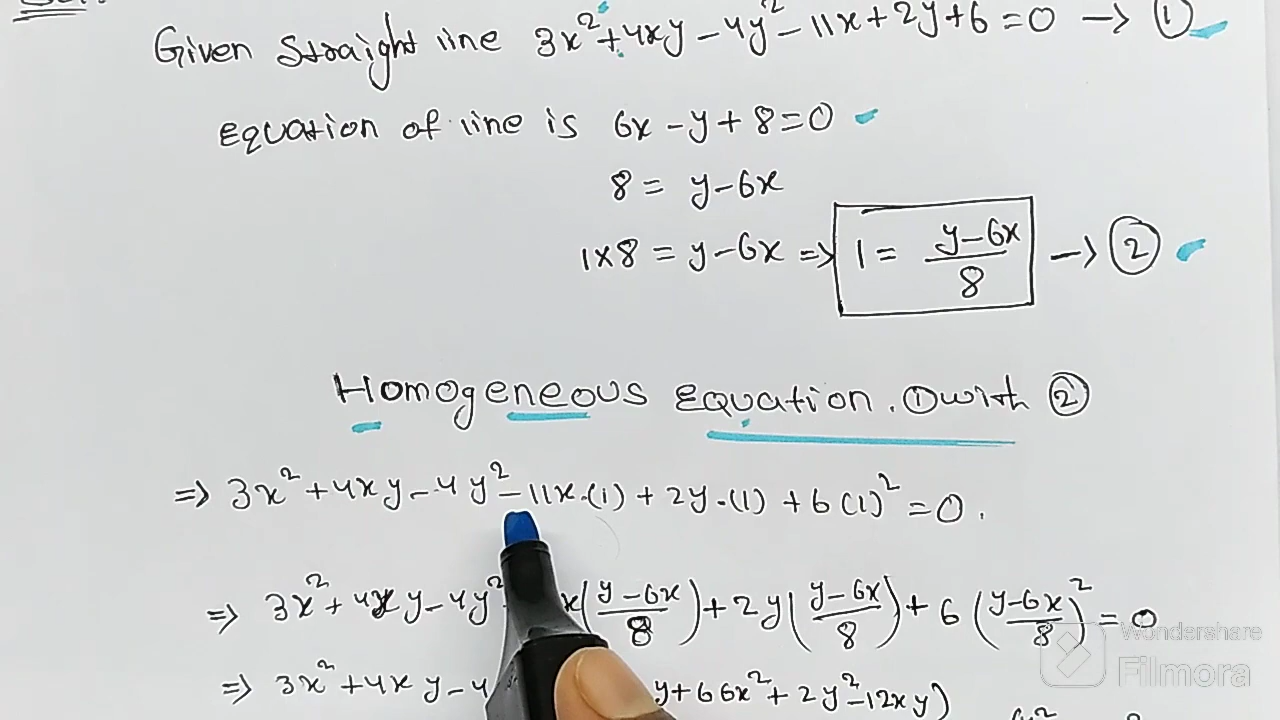 Given straight line 3x² + 4xy - 4y² - 11x + 2y + 6 = 0 → ①
equation of line is 6x - y + 8 = 0
8 = y - 6x
1×8 = y - 6x ⇒ 1 = (y - 6x)/8 → ②
Homogeneous equation. ① with ②
⇒ 3x² + 4xy - 4y² - 11x·(1) + 2y·(1) + 6(1)² = 0.
⇒ 3x² + 4xy - 4y² x((y - 6x)/8) + 2y((y - 6x)/8) + 6((y - 6x)/8)² = 0
⇒ 3x² + 4xy - 4 y + 66x² + 2y² - 12xy)
Wondershare
Filmora